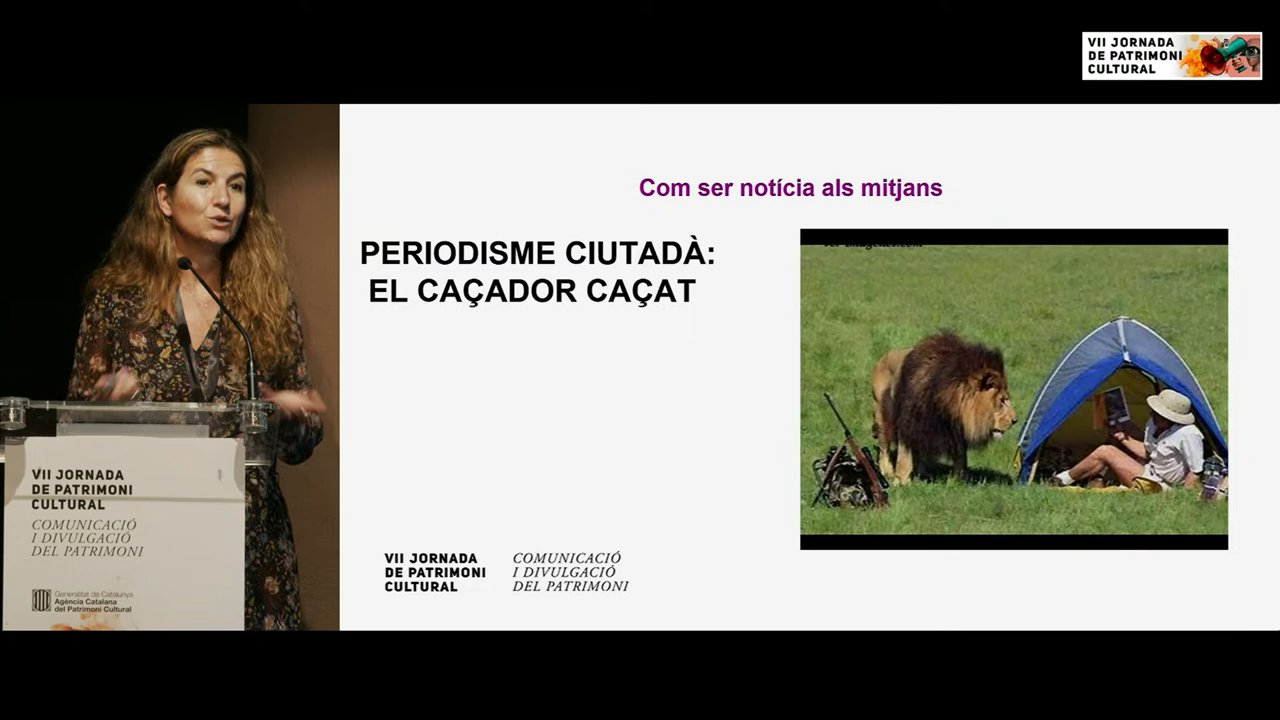 VII JORNADA
DE PATRIMONI
CULTURAL
Com ser notícia als mitjans
PERIODISME CIUTADÀ:
EL CAÇADOR CAÇAT
VII JORNADA
DE PATRIMONI
CULTURAL
COMUNICACIÓ
I DIVULGACIÓ
DEL PATRIMONI
VII JORNADA
DE PATRIMONI
CULTURAL
COMUNICACIÓ
I DIVULGACIÓ
DEL PATRIMONI
Generalitat de Catalunya
Agència Catalana
del Patrimoni Cultural